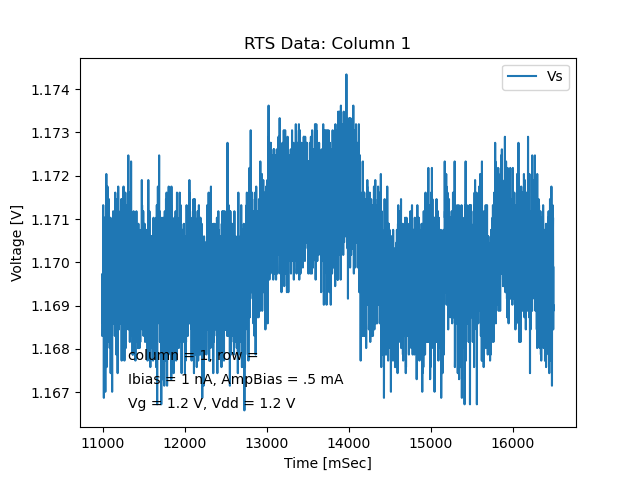 RTS Data: Column 1
Vs
1.174
1.173
1.172
1.171
1.170
1.169
1.168
1.167
Voltage [V]
column = 1, row =
Ibias = 1 nA, AmpBias = .5 mA
Vg = 1.2 V, Vdd = 1.2 V
11000 12000 13000 14000 15000 16000
Time [mSec]